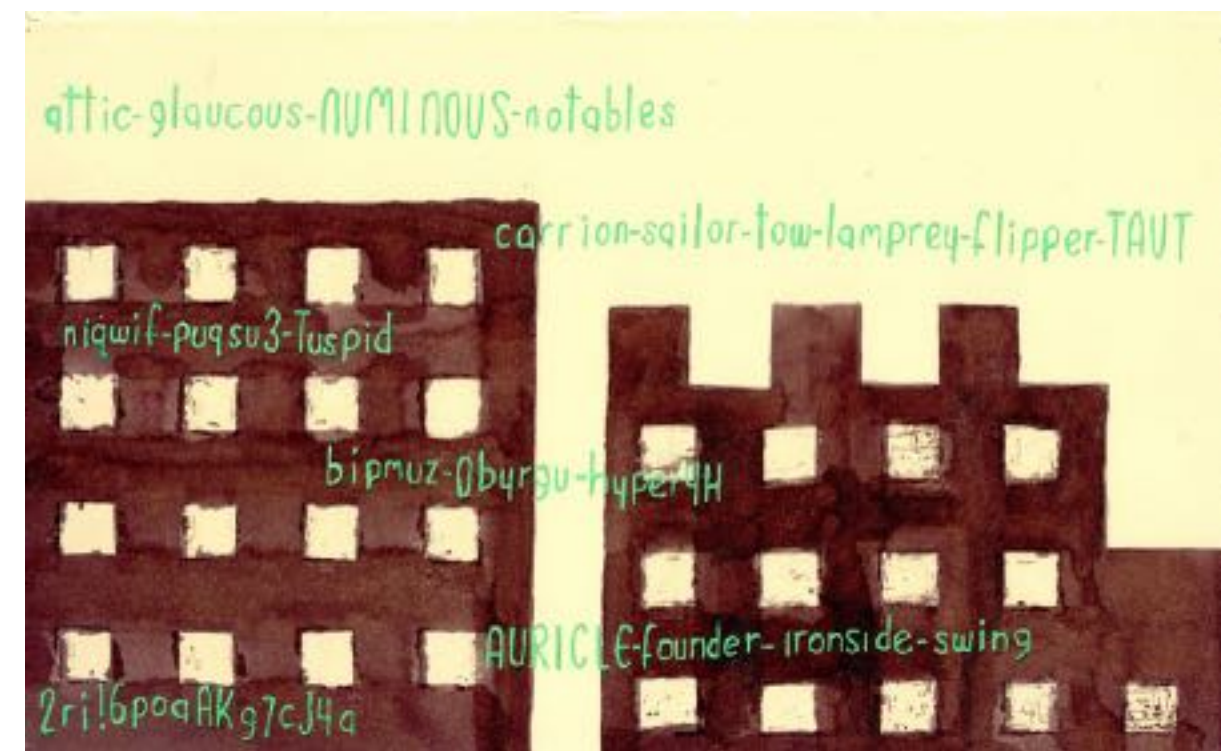 attic-glaucous-NUMINOUS-notables
carrion-sailor-tow-lamprey-flipper-TAUT
niqwif-puqsu3-Tuspid
bipmuz-0byrgu-hyper4H
AURICLE-founder-ironside-swing
2ri!6poqAKg7cJ4a